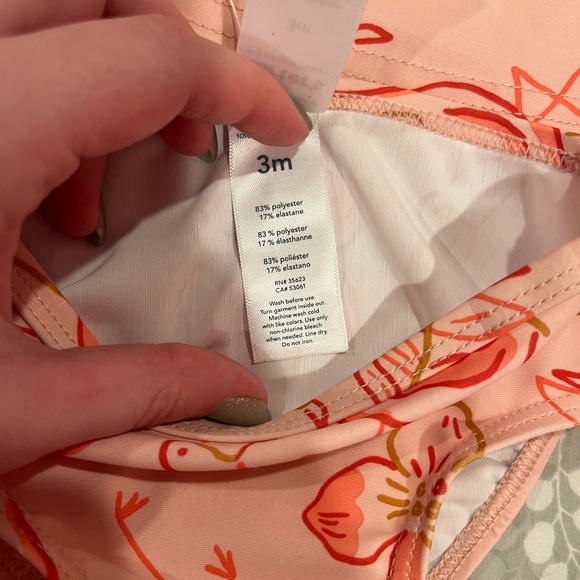 3m
83% polyester
17% elastane
83 % polyester
17 % élasthanne
83% poliéster
17% elastano
RN# 35623
CA# 53061
Wash before use.
Turn garment inside out.
Machine wash cold
with like colors. Use only
non-chlorine bleach
when needed. Line dry.
Do not iron.